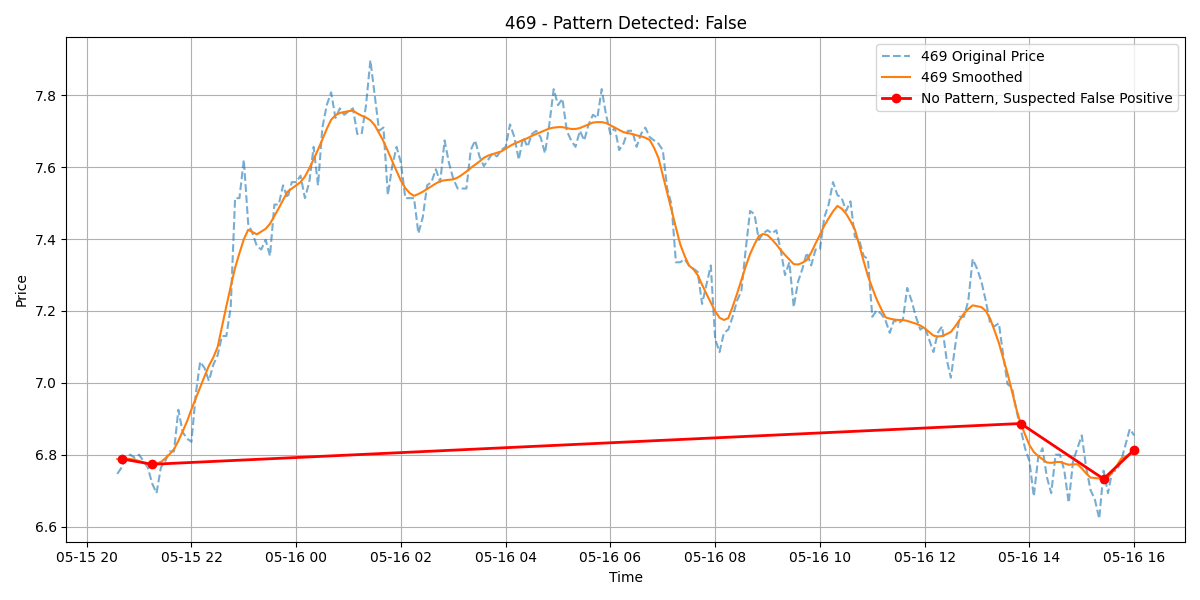 469 - Pattern Detected: False
469 Original Price
469 Smoothed
No Pattern, Suspected False Positive
Price
7.8
7.6
7.4
7.2
7.0
6.8
6.6
05-15 20 05-15 22 05-16 00 05-16 02 05-16 04 05-16 06 05-16 08 05-16 10 05-16 12 05-16 14 05-16 16
Time